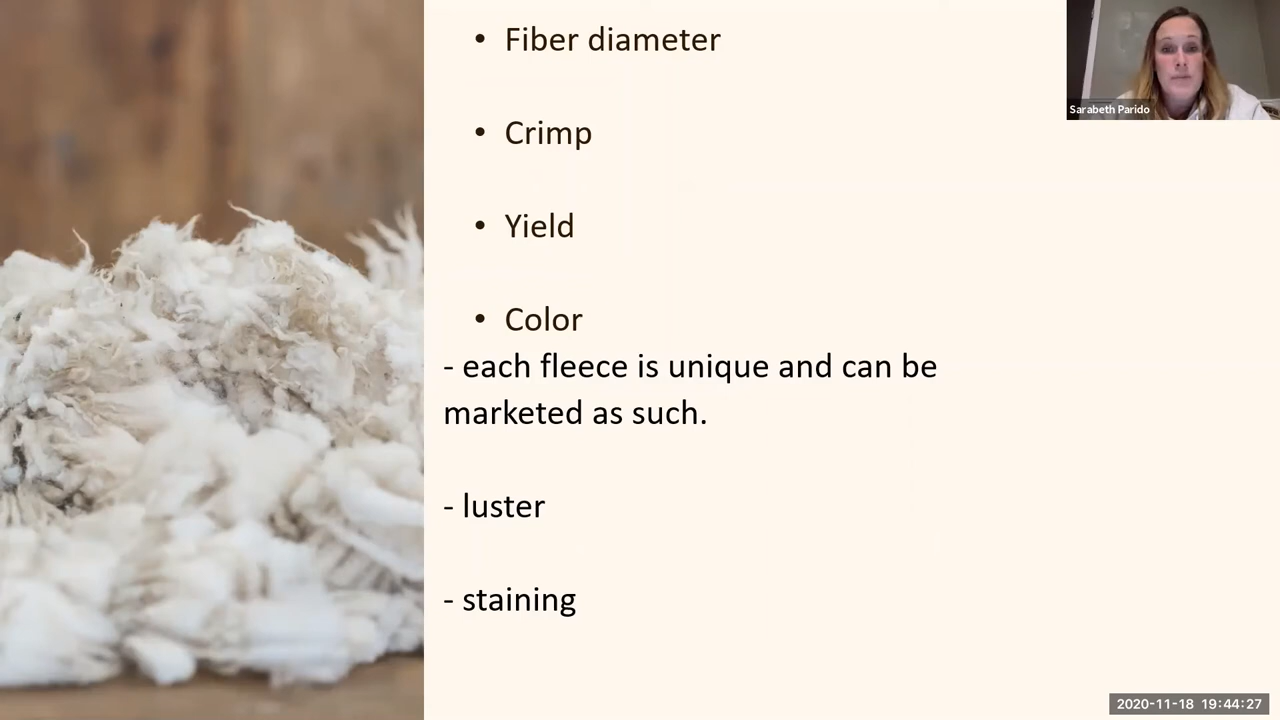 • Fiber diameter
• Crimp
• Yield
• Color
- each fleece is unique and can be
marketed as such.
- luster
- staining
Sarabeth Parido
2020-11-18 19:44:27